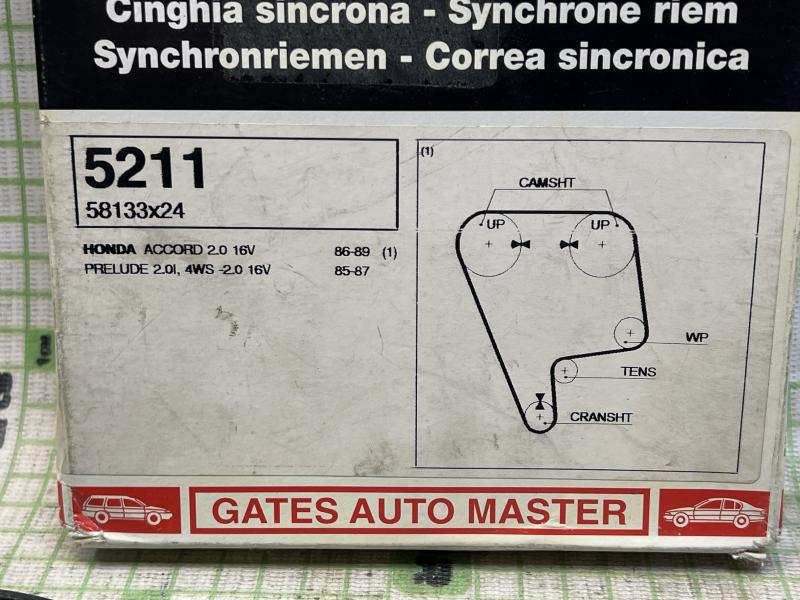 Cinghia sincrona - Synchrone riem
Synchronriemen - Correa sincronica
5211
58133x24
HONDA ACCORD 2.0 16V 86-89 (1)
PRELUDE 2.0I, 4WS -2.0 16V 85-87
(1)
CAMSHT
UP UP
WP
TENS
CRANSHT
GATES AUTO MASTER